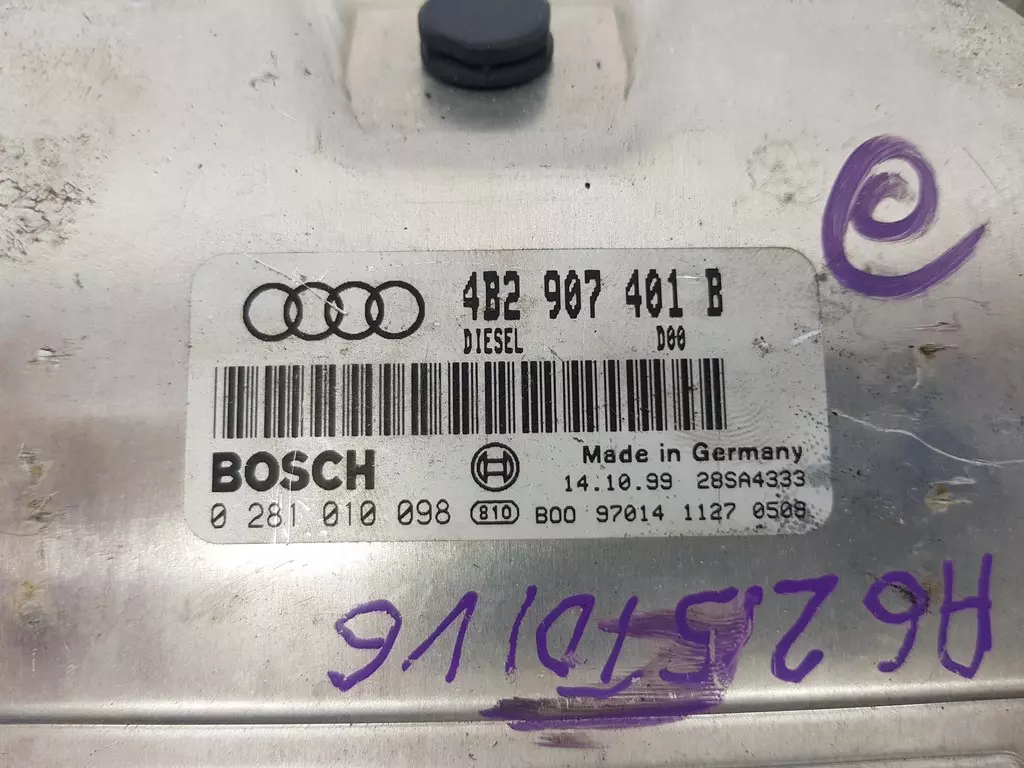 4B2 907 401 B
DIESEL D00
BOSCH
Made in Germany
14.10.99 28SA4333
0 281 010 098 810 B00 97014 1127 0508
A6 2.5TDI V6
e